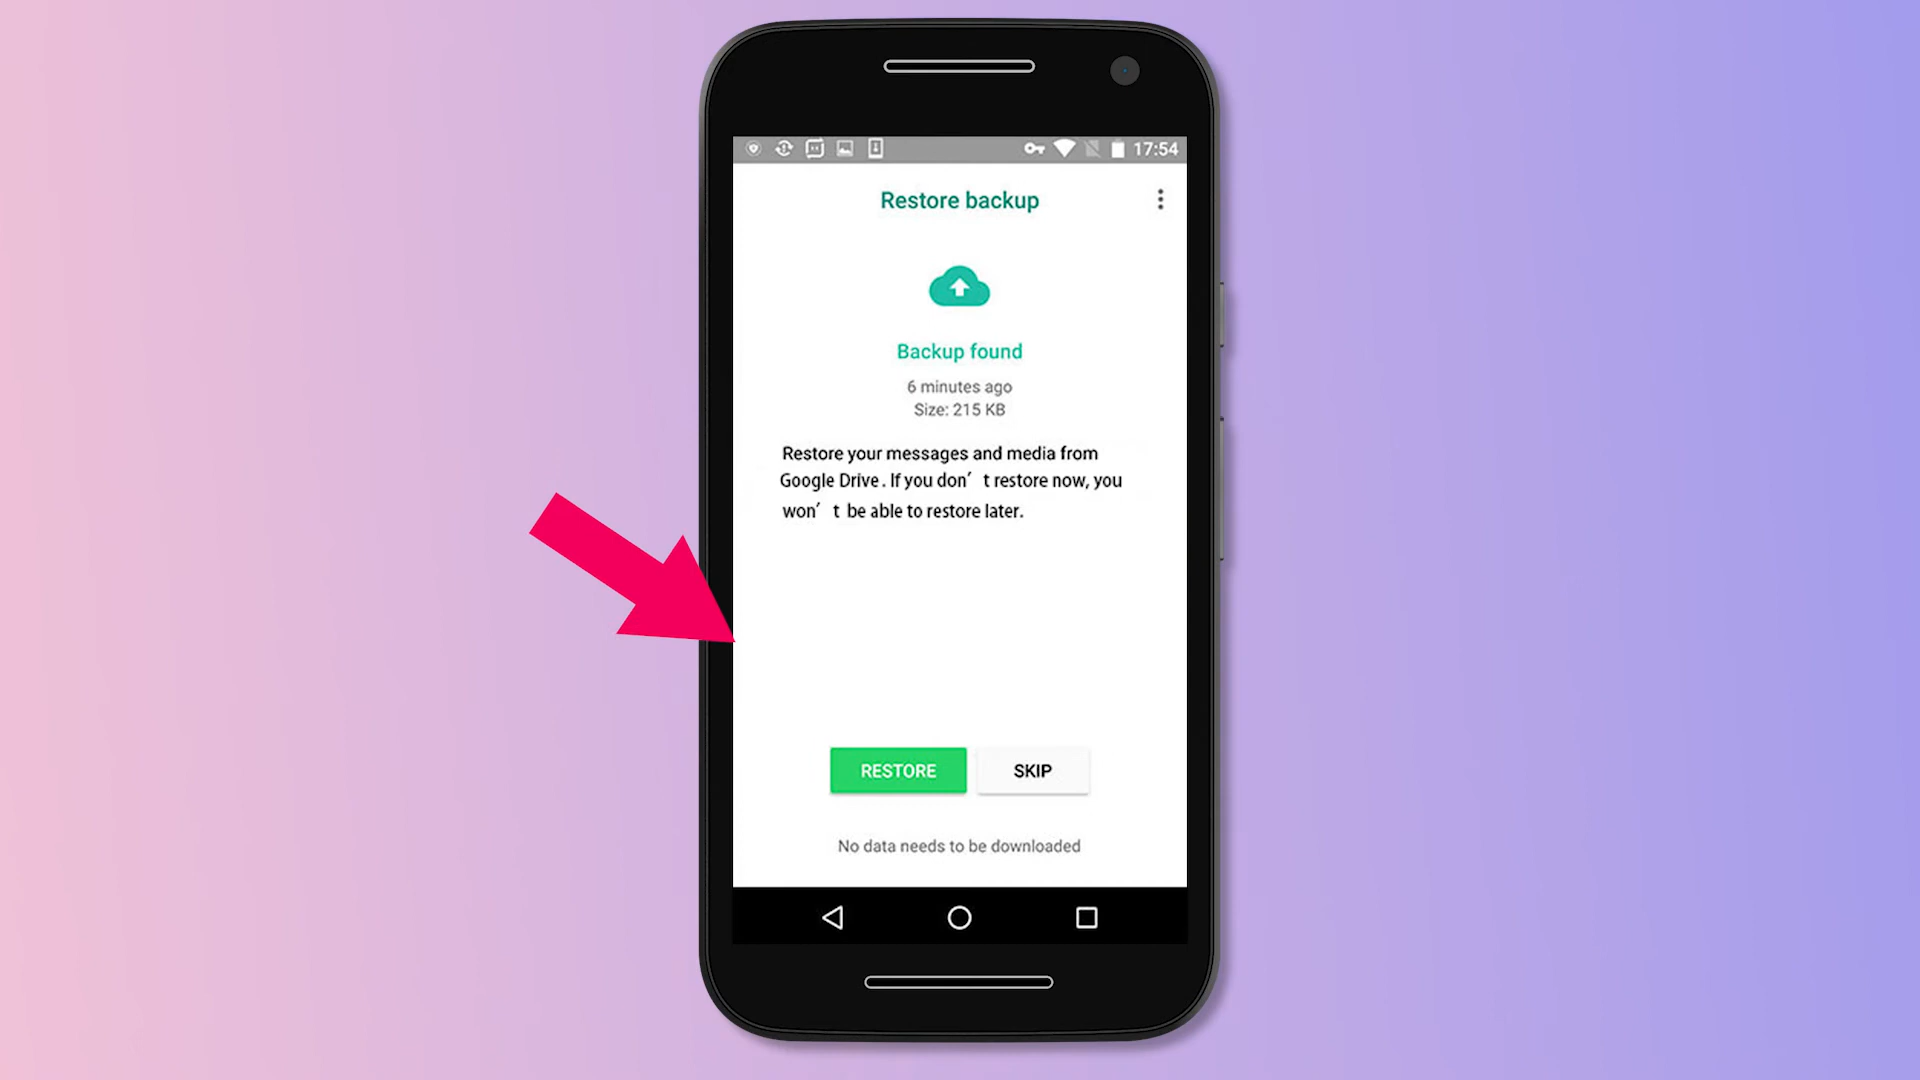 17:54
Restore backup
Backup found
6 minutes ago
Size: 215 KB
Restore your messages and media from
Google Drive . If you don′ t restore now, you
won′ t be able to restore later.
RESTORE SKIP
No data needs to be downloaded